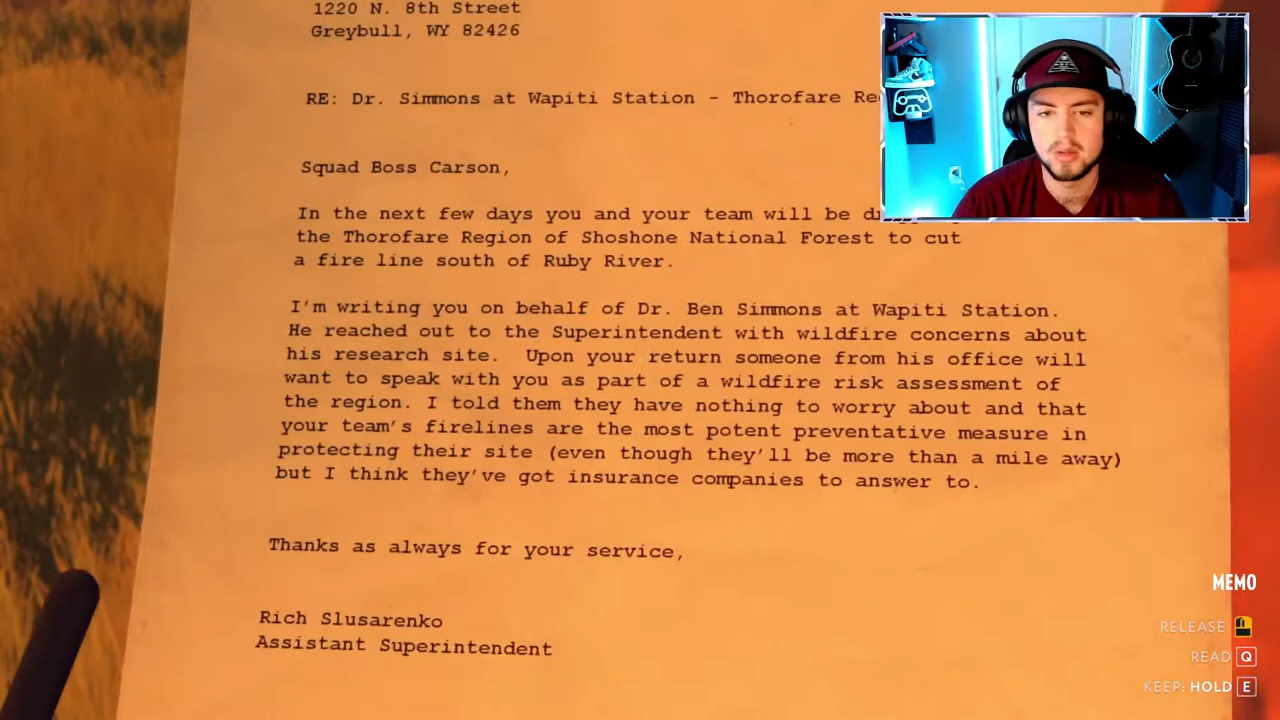 1220 N. 8th Street
Greybull, WY 82426
RE: Dr. Simmons at Wapiti Station - Thorofare
Squad Boss Carson,
In the next few days you and your team will be
the Thorofare Region of Shoshone National Forest to cut
a fire line south of Ruby River.
I'm writing you on behalf of Dr. Ben Simmons at Wapiti Station.
He reached out to the Superintendent with wildfire concerns about
his research site. Upon your return someone from his office will
want to speak with you as part of a wildfire risk assessment of
the region. I told them they have nothing to worry about and that
your team's firelines are the most potent preventative measure in
protecting their site (even though they'll be more than a mile away)
but I think they've got insurance companies to answer to.
Thanks as always for your service,
Rich Slusarenko
Assistant Superintendent
MEMO
RELEASE
READ Q
KEEP: HOLD E